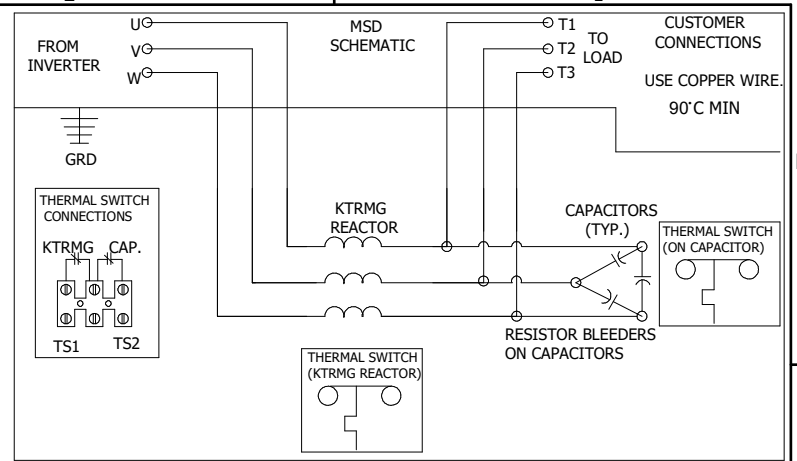 U
V
W
FROM
INVERTER
MSD
SCHEMATIC
T1
T2
T3
TO
LOAD
CUSTOMER
CONNECTIONS
USE COPPER WIRE.
90°C MIN
GRD
THERMAL SWITCH
CONNECTIONS
KTRMG CAP.
TS1 TS2
KTRMG
REACTOR
CAPACITORS
(TYP.)
THERMAL SWITCH
(ON CAPACITOR)
RESISTOR BLEEDERS
ON CAPACITORS
THERMAL SWITCH
(KTRMG REACTOR)